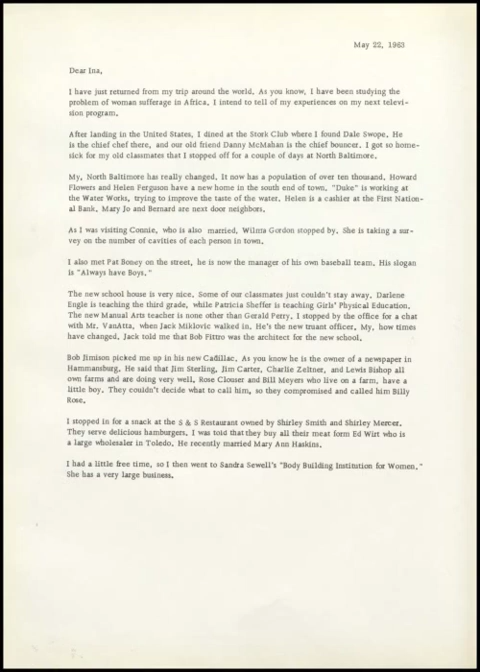 May 22, 1963
Dear Ina,
I have just returned from my trip around the world. As you know, I have been studying the
problem of woman sufferage in Africa. I intend to tell of my experiences on my next televi-
sion program.
After landing in the United States, I dined at the Stork Club where I found Dale Swope. He
is the chief chef there, and our old friend Danny McMahan is the chief bouncer. I got so home-
sick for my old classmates that I stopped off for a couple of days at North Baltimore.
My, North Baltimore has really changed. It now has a population of over ten thousand. Howard
Flowers and Helen Ferguson have a new home in the south end of town. "Duke" is working at
the Water Works, trying to improve the taste of the water. Helen is a cashier at the First Nation-
al Bank. Mary Jo and Bernard are next door neighbors.
As I was visiting Connie, who is also married, Wilma Gordon stopped by. She is taking a sur-
vey on the number of cavities of each person in town.
I also met Pat Boney on the street, he is now the manager of his own baseball team. His slogan
is "Always have Boys."
The new school house is very nice. Some of our classmates just couldn't stay away. Darlene
Engle is teaching the third grade, while Patricia Sheffer is teaching Girls' Physical Education.
The new Manual Arts teacher is none other than Gerald Perry. I stopped by the office for a chat
with Mr. VanAtta, when Jack Miklovic walked in. He's the new truant officer. My, how times
have changed. Jack told me that Bob Fittro was the architect for the new school.
Bob Jimison picked me up in his new Cadillac. As you know he is the owner of a newspaper in
Hammansburg. He said that Jim Sterling, Jim Carter, Charlie Zeltner, and Lewis Bishop all
own farms and are doing very well. Rose Clouser and Bill Meyers who live on a farm, have a
little boy. They couldn't decide what to call him, so they compromised and called him Billy
Rose.
I stopped in for a snack at the S & S Restaurant owned by Shirley Smith and Shirley Mercer.
They serve delicious hamburgers. I was told that they buy all their meat form Ed Wirt who is
a large wholesaler in Toledo. He recently married Mary Ann Haskins.
I had a little free time, so I then went to Sandra Sewell's "Body Building Institution for Women."
She has a very large business.